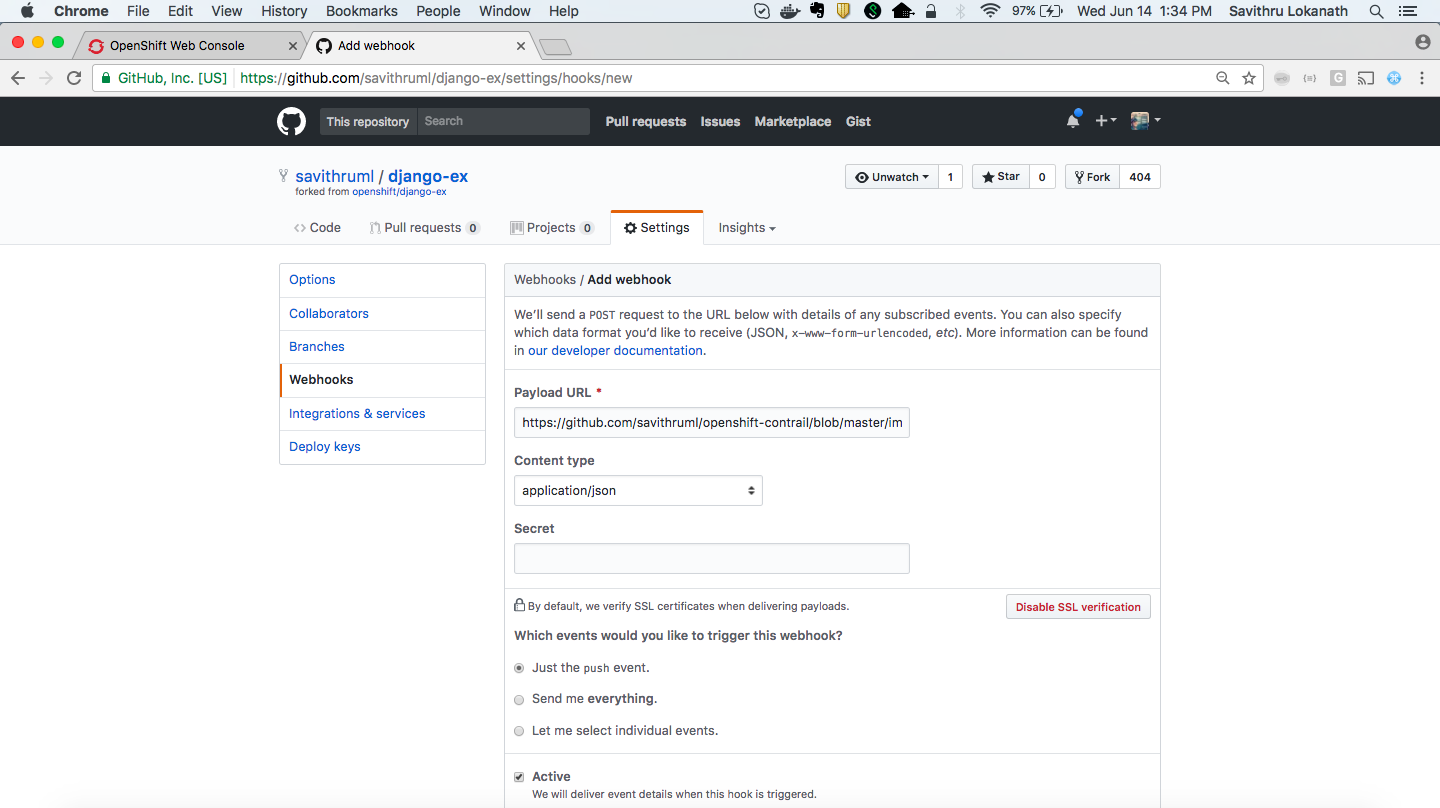 Chrome File Edit View History Bookmarks People Window Help 97% Wed Jun 14 1:34 PM Savithru Lokanath
OpenShift Web Console Add webhook
GitHub, Inc. [US] https://github.com/savithruml/django-ex/settings/hooks/new
This repository Search Pull requests Issues Marketplace Gist
savithruml / django-ex Unwatch 1 Star 0 Fork 404
forked from openshift/django-ex
Code Pull requests 0 Projects 0 Settings Insights
Options
Collaborators
Branches
Webhooks
Integrations & services
Deploy keys
Webhooks / Add webhook
We’ll send a POST request to the URL below with details of any subscribed events. You can also specify
which data format you’d like to receive (JSON, x-www-form-urlencoded, etc). More information can be found
in our developer documentation.
Payload URL *
https://github.com/savithruml/openshift-contrail/blob/master/im
Content type
application/json
Secret
By default, we verify SSL certificates when delivering payloads. Disable SSL verification
Which events would you like to trigger this webhook?
Just the push event.
Send me everything.
Let me select individual events.
Active
We will deliver event details when this hook is triggered.